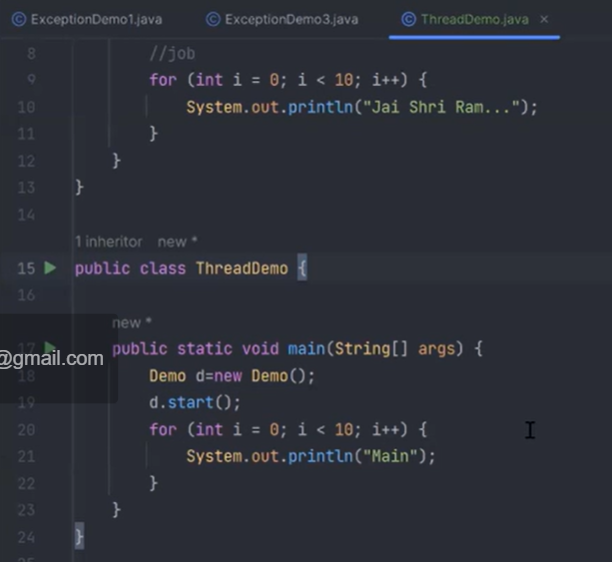 ExceptionDemo1.java ExceptionDemo3.java ThreadDemo.java ×
8 //job
9 for (int i = 0; i < 10; i++) {
10 System.out.println("Jai Shri Ram...");
11 }
12 }
13 }
14
1 inheritor new *
15 public class ThreadDemo {
16
new *
17 public static void main(String[] args) {
@gmail.com
18 Demo d=new Demo();
19 d.start();
20 for (int i = 0; i < 10; i++) {
21 System.out.println("Main");
22 }
23 }
24 }